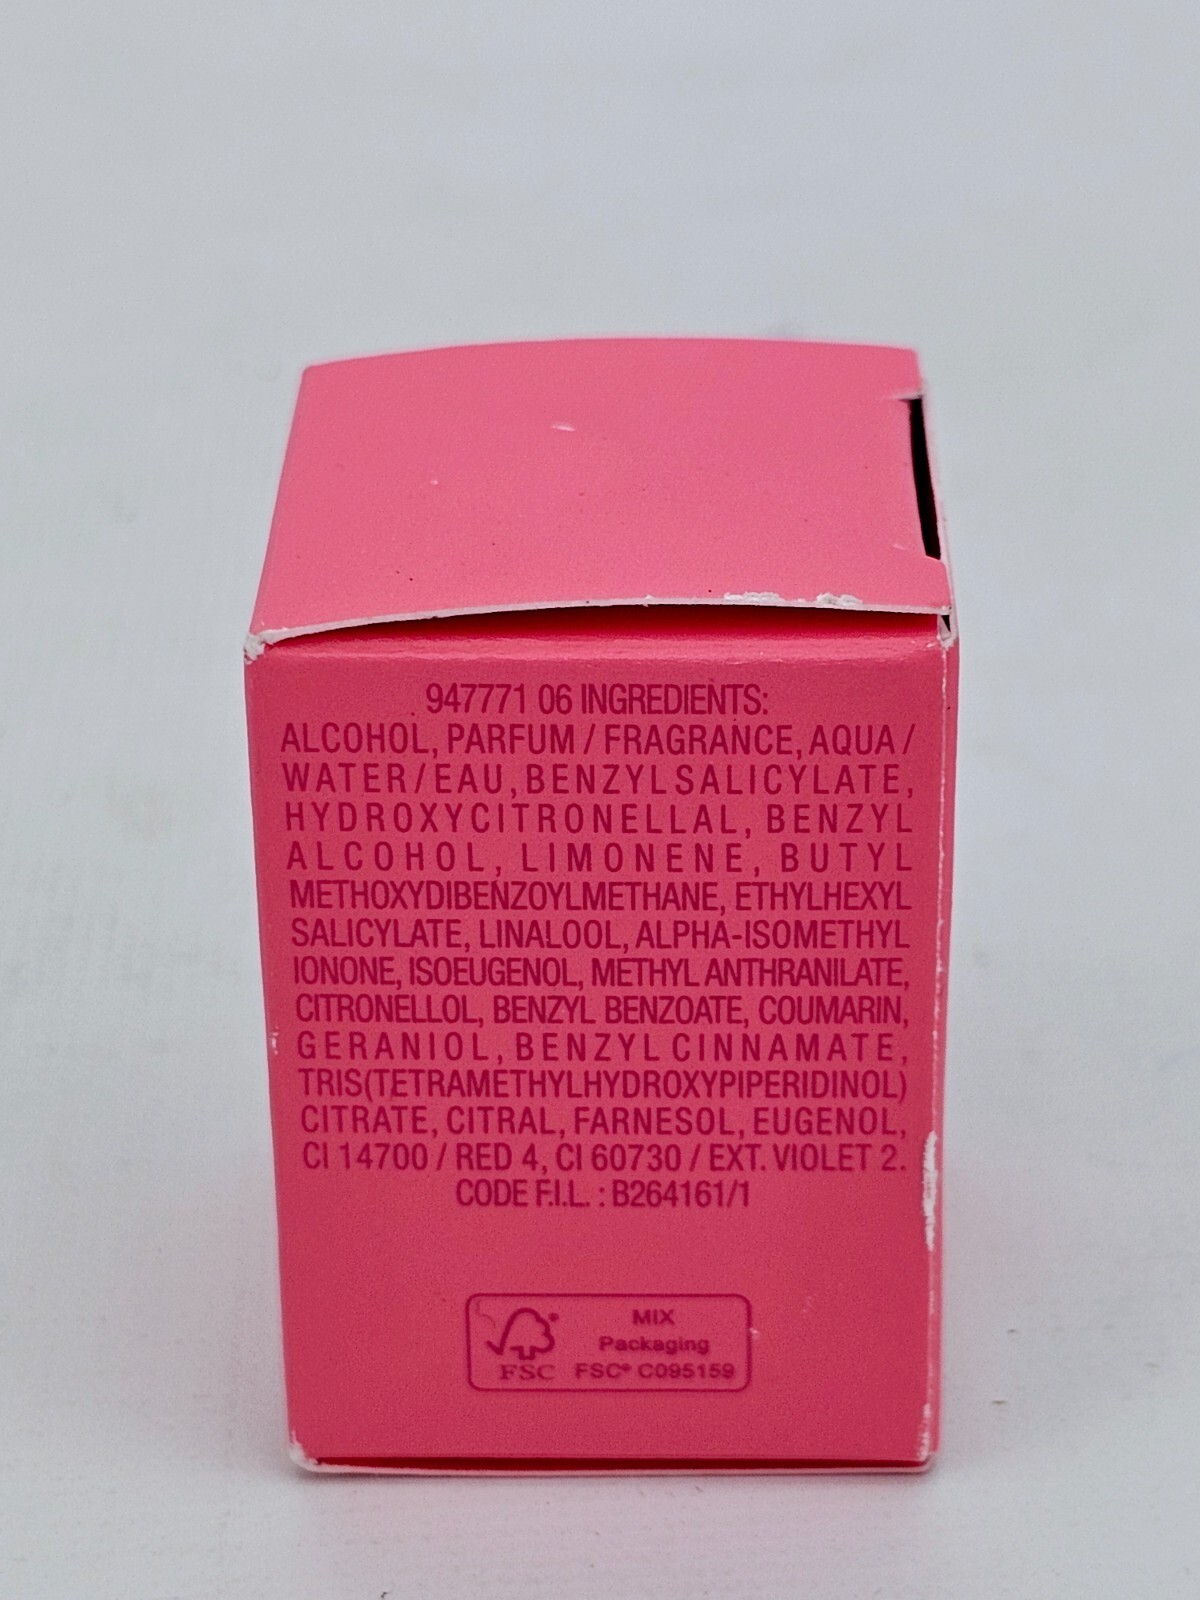 947771 06 INGREDIENTS:
ALCOHOL, PARFUM / FRAGRANCE, AQUA /
WATER / EAU, BENZYL SALICYLATE,
HYDROXYCITRONELLAL, BENZYL
ALCOHOL, LIMONENE, BUTYL
METHOXYDIBENZOYLMETHANE, ETHYLHEXYL
SALICYLATE, LINALOOL, ALPHA-ISOMETHYL
IONONE, ISOEUGENOL, METHYL ANTHRANILATE,
CITRONELLOL, BENZYL BENZOATE, COUMARIN,
GERANIOL, BENZYL CINNAMATE,
TRIS(TETRAMETHYLHYDROXYPIPERIDINOL)
CITRATE, CITRAL, FARNESOL, EUGENOL,
CI 14700 / RED 4, CI 60730 / EXT. VIOLET 2.
CODE F.I.L. : B264161/1
MIX
Packaging
FSC® C095159
FSC